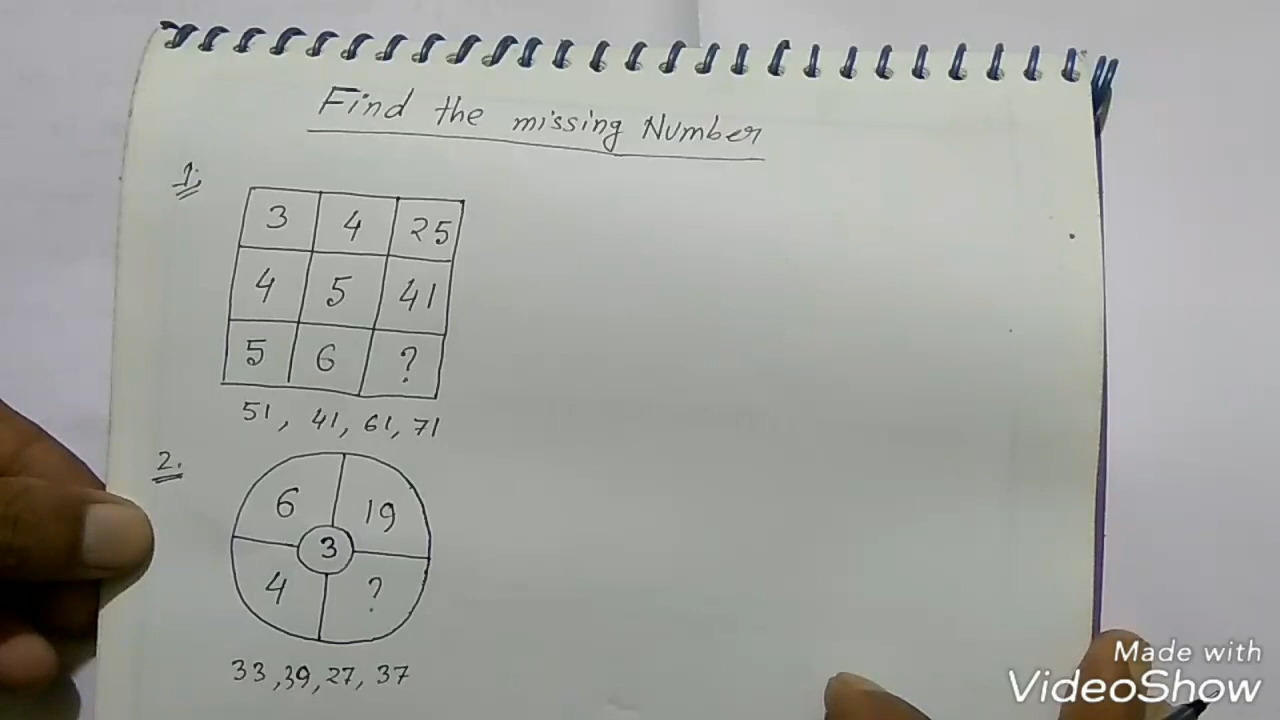 Find the missing Number
1.
3 4 25
4 5 41
5 6 ?
51, 41, 61, 71
2.
6 19
3
4 ?
33, 39, 27, 37
Made with
VideoShow